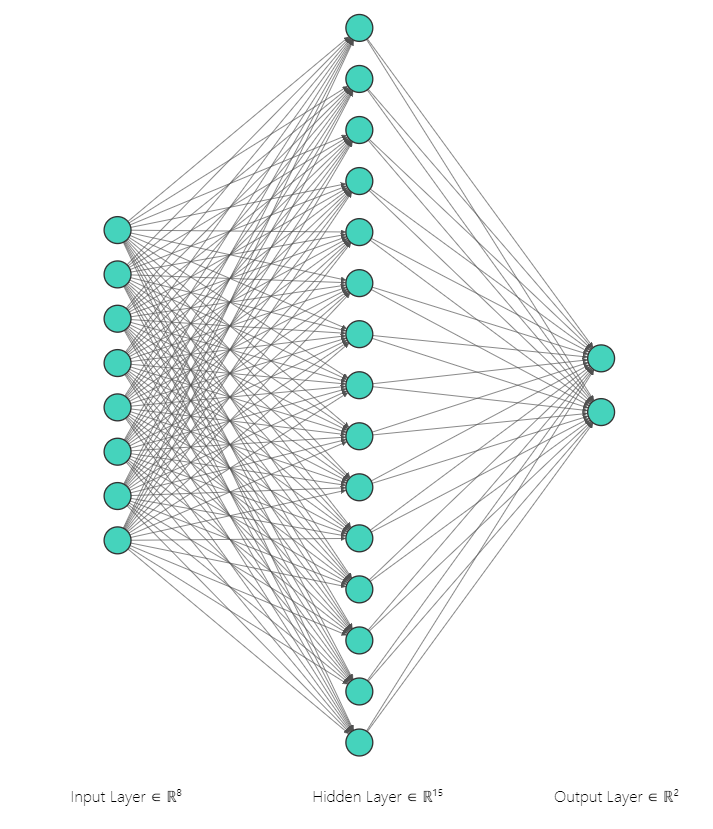 Input Layer ∈ ℝ⁸
Hidden Layer ∈ ℝ¹⁵
Output Layer ∈ ℝ²